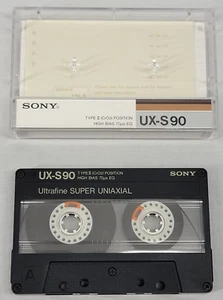 SONY
TYPE II (CrO2) POSITION
HIGH BIAS 70μs EQ
UX-S90
UX-S90
TYPE II (CrO2) POSITION
HIGH BIAS 70μs EQ
SONY
Ultrafine SUPER UNIAXIAL
A